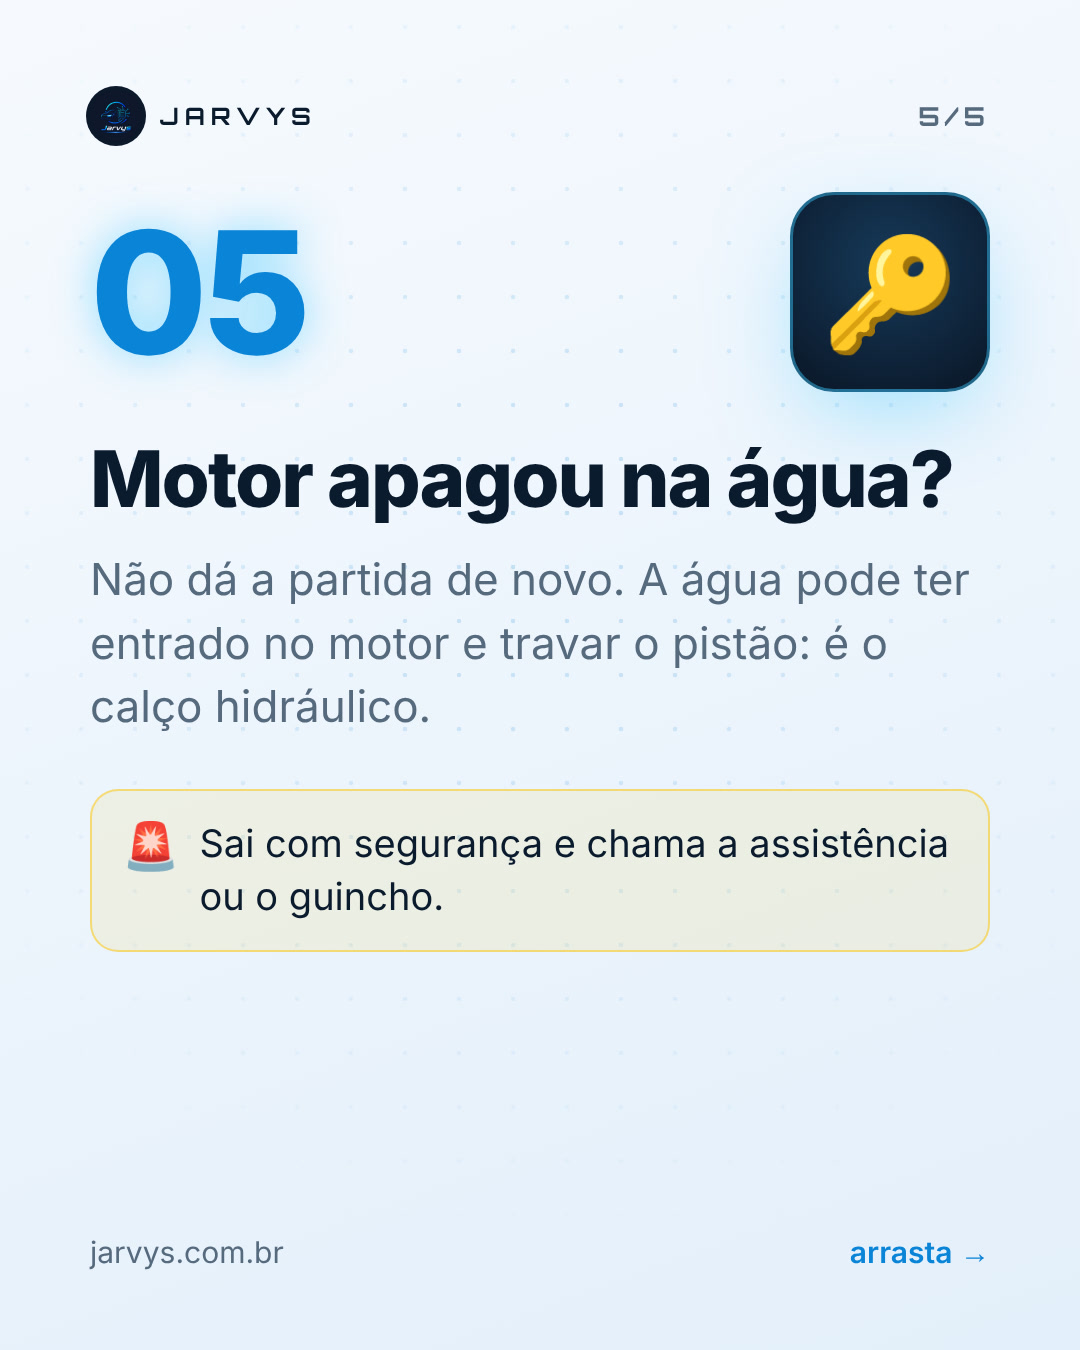 Jarvys
JARVYS
5/5
05
Motor apagou na água?
Não dá a partida de novo. A água pode ter
entrado no motor e travar o pistão: é o
calço hidráulico.
Sai com segurança e chama a assistência
ou o guincho.
jarvys.com.br
arrasta →